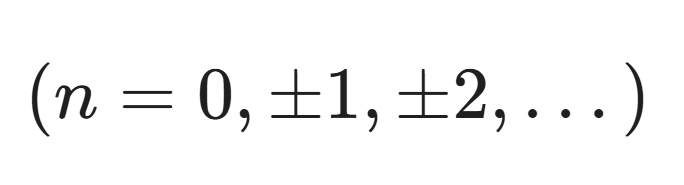 (n = 0, ±1, ±2, . . . )